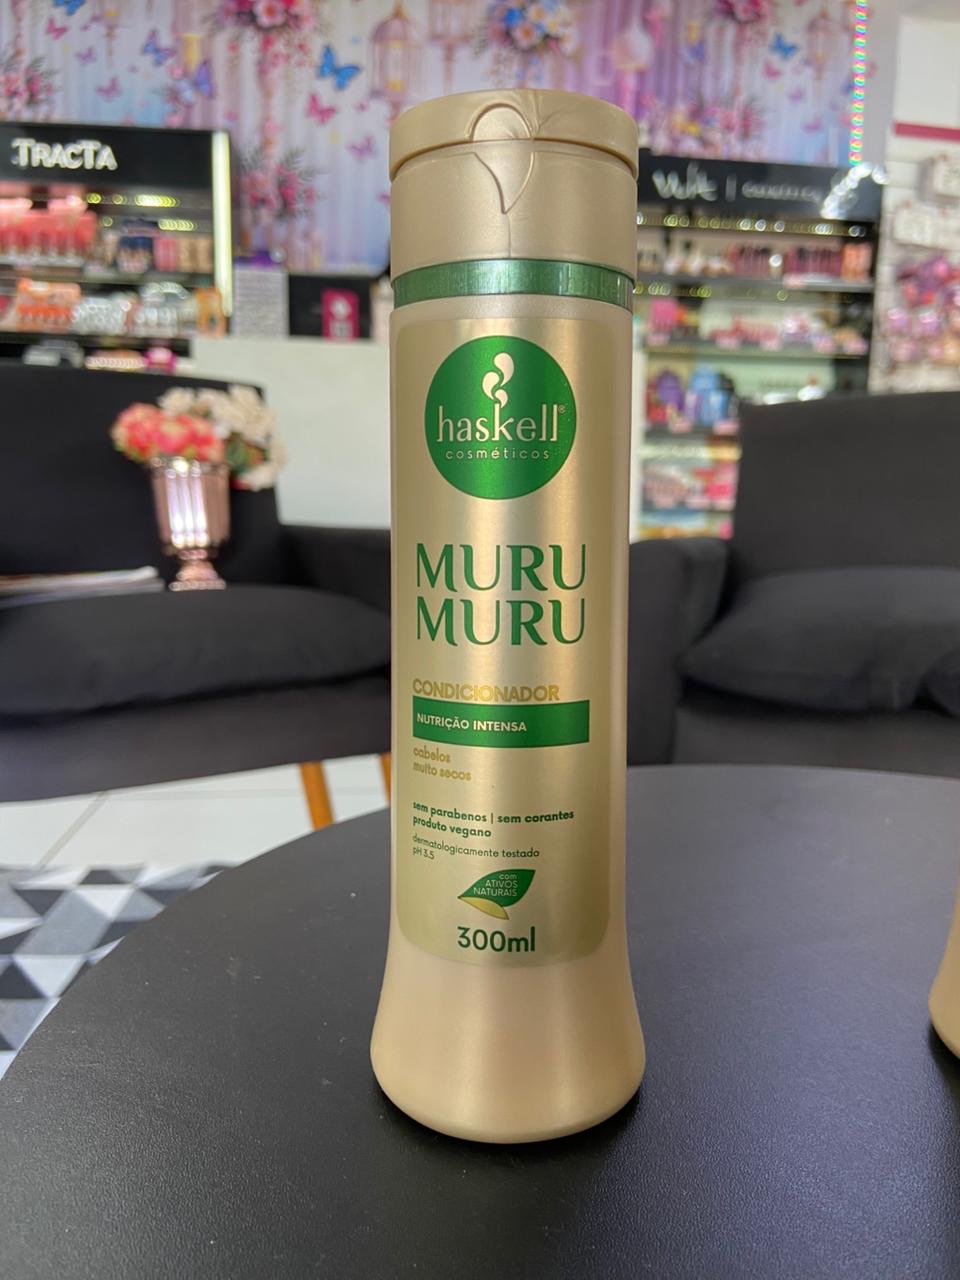 TRACTA
Vult
haskell®
cosméticos
MURU
MURU
CONDICIONADOR
NUTRIÇÃO INTENSA
cabelos
muito secos
sem parabenos | sem corantes
produto vegano
dermatologicamente testado
pH 3.5
com
ATIVOS
NATURAIS
300ml